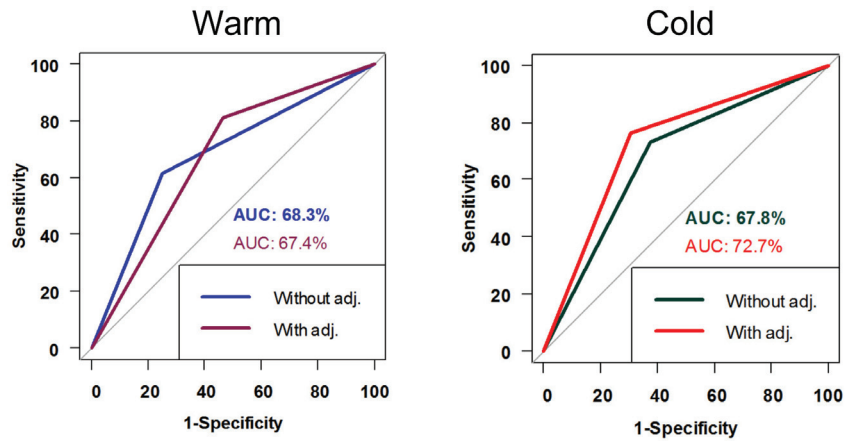 Warm
100
80
60
40
20
0
Sensitivity
AUC: 68.3%
AUC: 67.4%
Without adj.
With adj.
0 20 40 60 80 100
1-Specificity
Cold
100
80
60
40
20
0
Sensitivity
AUC: 67.8%
AUC: 72.7%
Without adj.
With adj.
0 20 40 60 80 100
1-Specificity